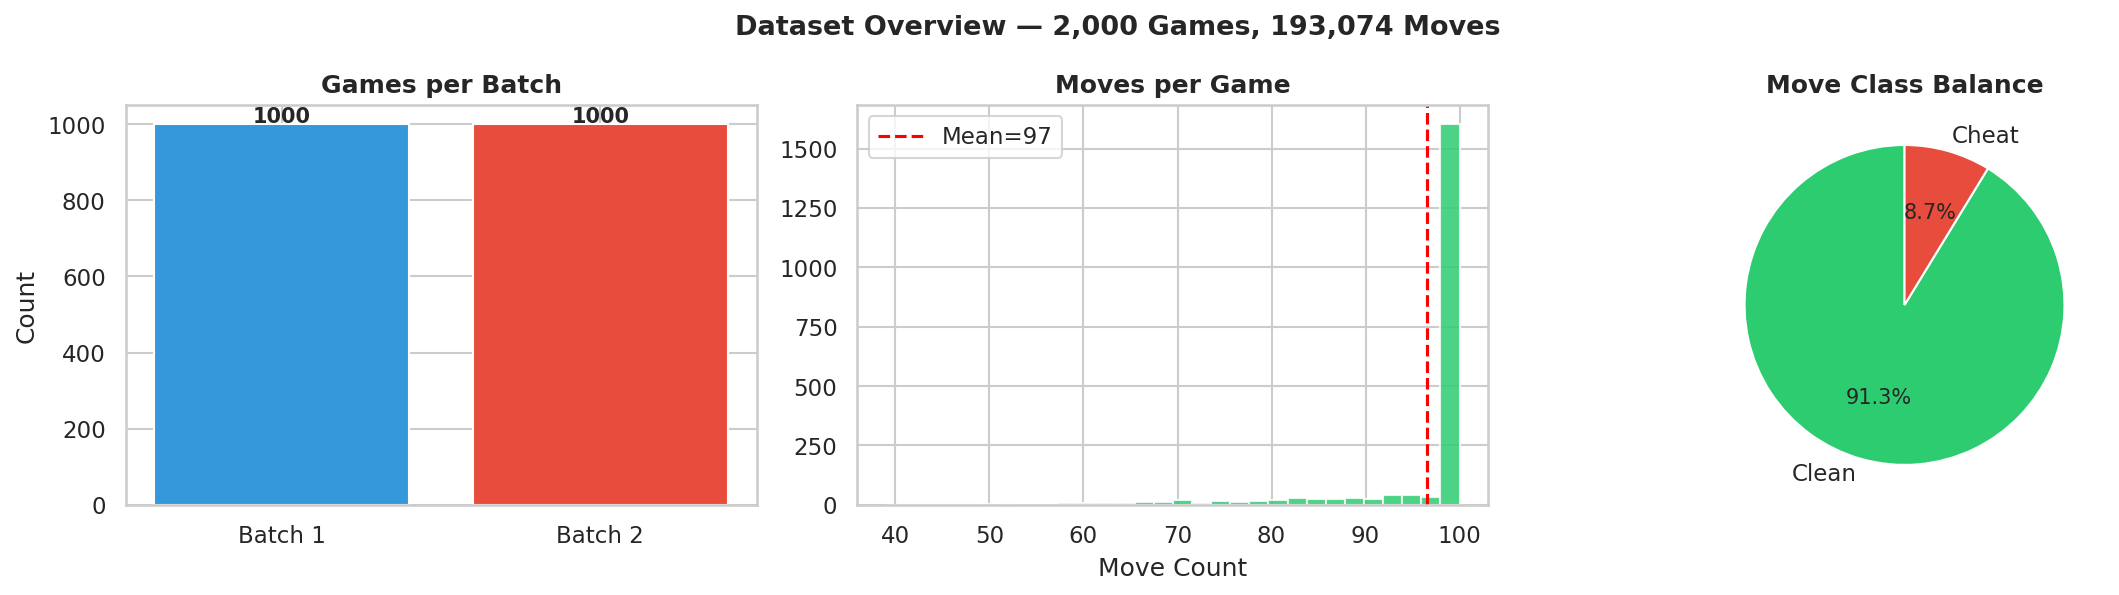 Dataset Overview — 2,000 Games, 193,074 Moves
Games per Batch
1000
1000
1000
800
600
400
200
0
Count
Batch 1
Batch 2
Moves per Game
Mean=97
1500
1250
1000
750
500
250
0
40
50
60
70
80
90
100
Move Count
Move Class Balance
Cheat
8.7%
91.3%
Clean